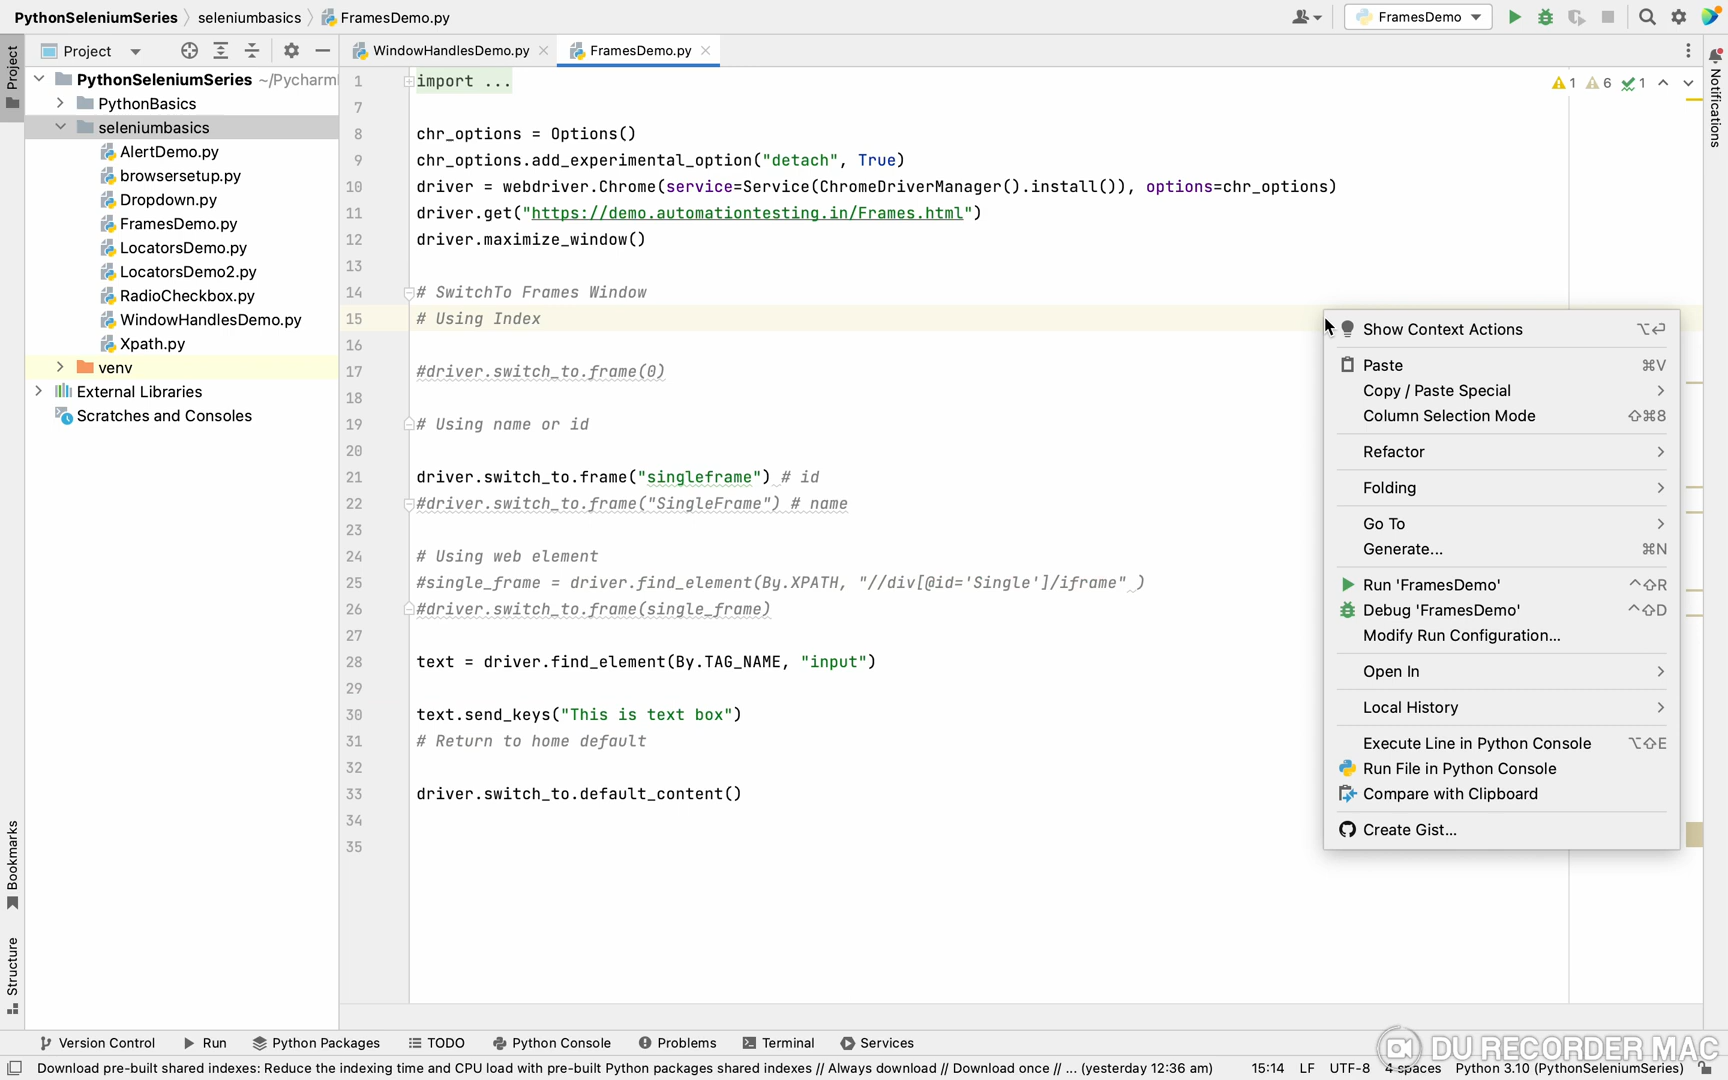 PythonSeleniumSeries seleniumbasics FramesDemo.py FramesDemo
Project
Project WindowHandlesDemo.py FramesDemo.py
PythonSeleniumSeries ~/Pycharml
PythonBasics
seleniumbasics
AlertDemo.py
browsersetup.py
Dropdown.py
FramesDemo.py
LocatorsDemo.py
LocatorsDemo2.py
RadioCheckbox.py
WindowHandlesDemo.py
Xpath.py
venv
External Libraries
Scratches and Consoles
1 import ... 1 6 1
7
8 chr_options = Options()
9 chr_options.add_experimental_option("detach", True)
10 driver = webdriver.Chrome(service=Service(ChromeDriverManager().install()), options=chr_options)
11 driver.get("https://demo.automationtesting.in/Frames.html")
12 driver.maximize_window()
13
14 # SwitchTo Frames Window
15 # Using Index
16
17 #driver.switch_to.frame(0)
18
19 # Using name or id
20
21 driver.switch_to.frame("singleframe") # id
22 #driver.switch_to.frame("SingleFrame") # name
23
24 # Using web element
25 #single_frame = driver.find_element(By.XPATH, "//div[@id='Single']/iframe" )
26 #driver.switch_to.frame(single_frame)
27
28 text = driver.find_element(By.TAG_NAME, "input")
29
30 text.send_keys("This is text box")
31 # Return to home default
32
33 driver.switch_to.default_content()
34
35
Show Context Actions ⌥⏎
Paste ⌘V
Copy / Paste Special
Column Selection Mode ⇧⌘8
Refactor
Folding
Go To
Generate... ⌘N
Run 'FramesDemo' ^⇧R
Debug 'FramesDemo' ^⇧D
Modify Run Configuration...
Open In
Local History
Execute Line in Python Console ⌥⇧E
Run File in Python Console
Compare with Clipboard
Create Gist...
Notifications
Bookmarks
Structure
Version Control Run Python Packages TODO Python Console Problems Terminal Services
DU RECORDER MAC
Download pre-built shared indexes: Reduce the indexing time and CPU load with pre-built Python packages shared indexes // Always download // Download once // ... (yesterday 12:36 am) 15:14 LF UTF-8 4 spaces Python 3.10 (PythonSeleniumSeries)